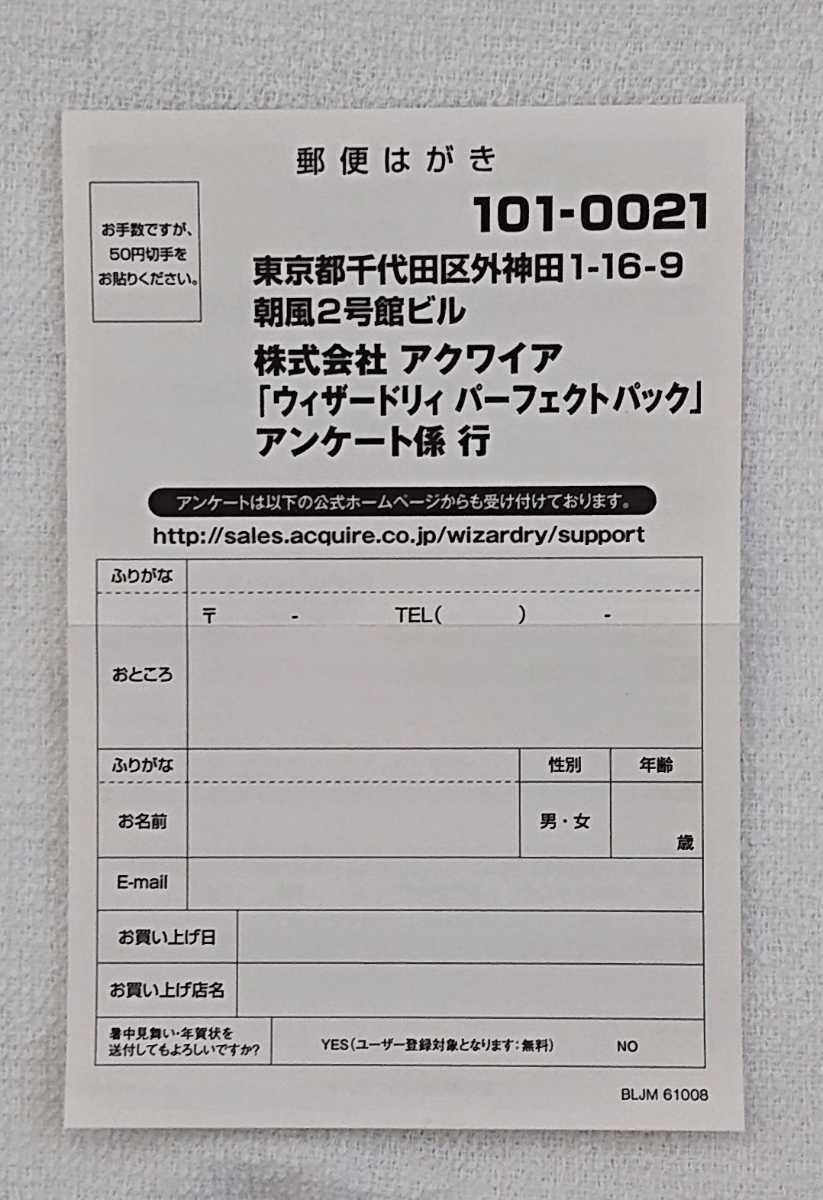 郵便はがき
お手数ですが、
50円切手を
お貼りください。
101-0021
東京都千代田区外神田1-16-9
朝風2号館ビル
株式会社 アクワイア
「ウィザードリィ パーフェクトパック」
アンケート係 行
アンケートは以下の公式ホームページからも受け付けております。
http://sales.acquire.co.jp/wizardry/support
ふりがな
〒 - TEL( ) -
おところ
ふりがな 性別 年齢
お名前 男・女 歳
E-mail
お買い上げ日
お買い上げ店名
暑中見舞い・年賀状を
送付してもよろしいですか?
YES(ユーザー登録対象となります:無料) NO
BLJM 61008